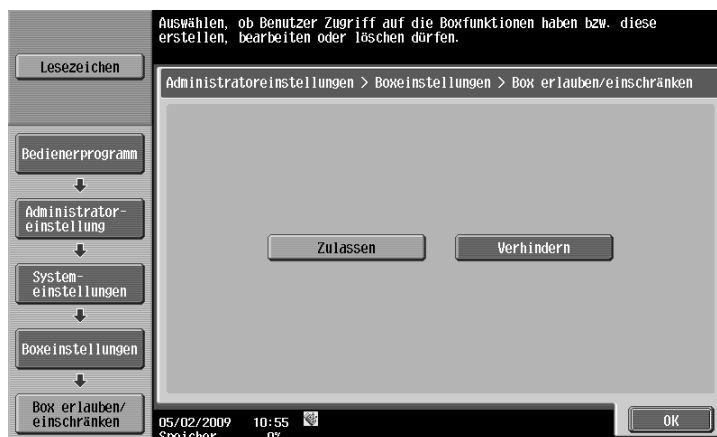 Auswählen, ob Benutzer Zugriff auf die Boxfunktionen haben bzw. diese
erstellen, bearbeiten oder löschen dürfen.
Lesezeichen
Administratoreinstellungen > Boxeinstellungen > Box erlauben/einschränken
Bedienerprogramm
Administrator-
einstellung
System-
einstellungen
Boxeinstellungen
Box erlauben/
einschränken
Zulassen
Verhindern
05/02/2009 10:55
Speicher 0%
OK